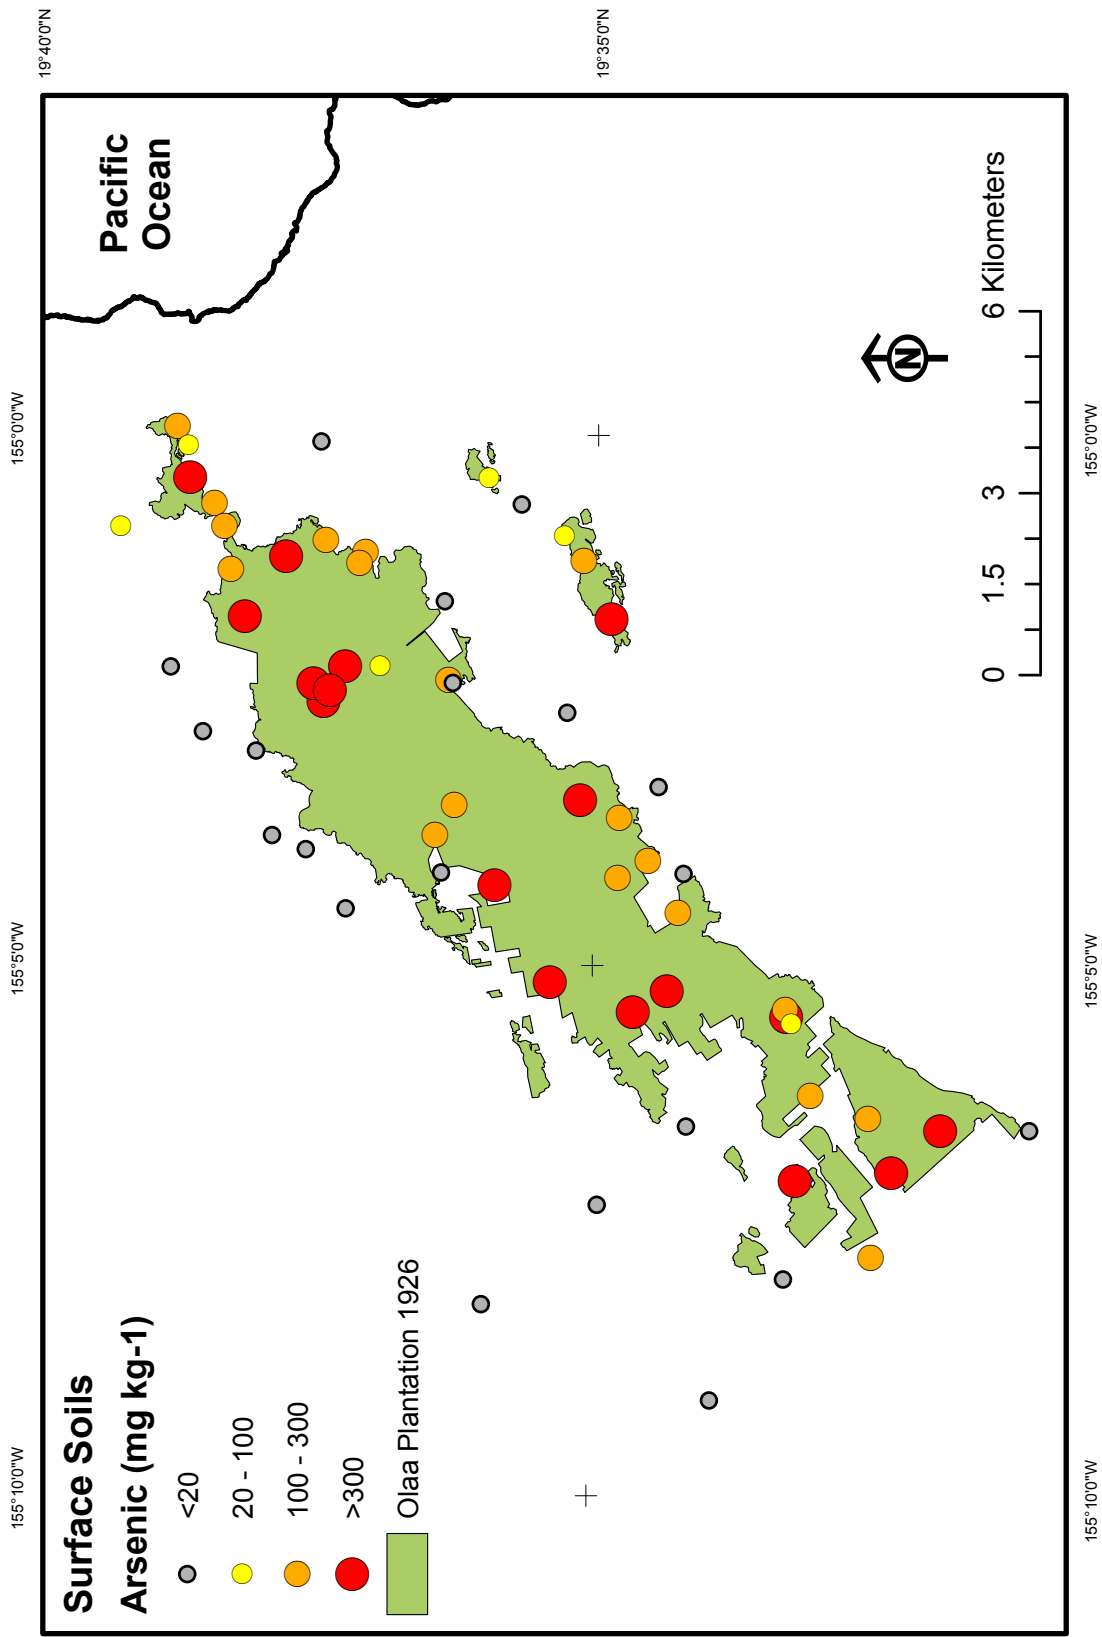 19°40'0"N
19°35'0"N
155°10'0"W
155°5'0"W
155°0'0"W
Surface Soils
Arsenic (mg kg-1)
<20
20 - 100
100 - 300
>300
Olaa Plantation 1926
Pacific
Ocean
N
0
1.5
3
6 Kilometers
155°10'0"W
155°5'0"W
155°0'0"W